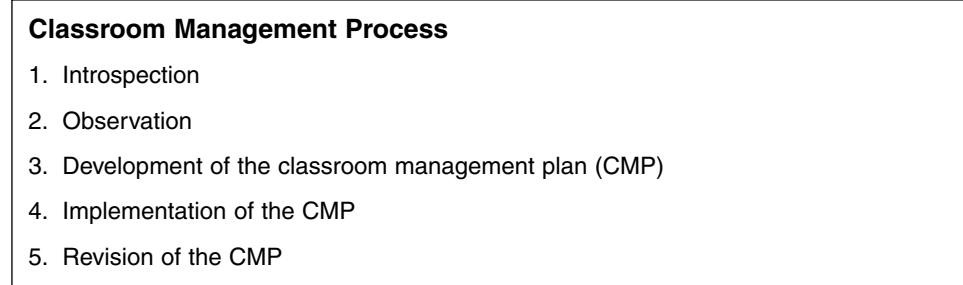 Classroom Management Process
1. Introspection
2. Observation
3. Development of the classroom management plan (CMP)
4. Implementation of the CMP
5. Revision of the CMP